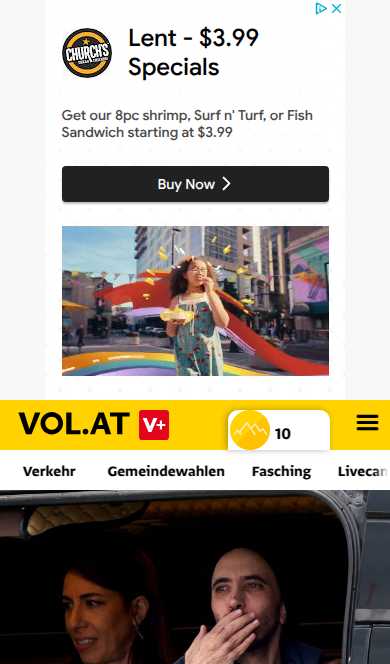 Lent - $3.99
Specials
CHURCH'S
Get our 8pc shrimp, Surf n' Turf, or Fish
Sandwich starting at $3.99
Buy Now
VOL.AT V+
10
Verkehr Gemeindewahlen Fasching Livecan